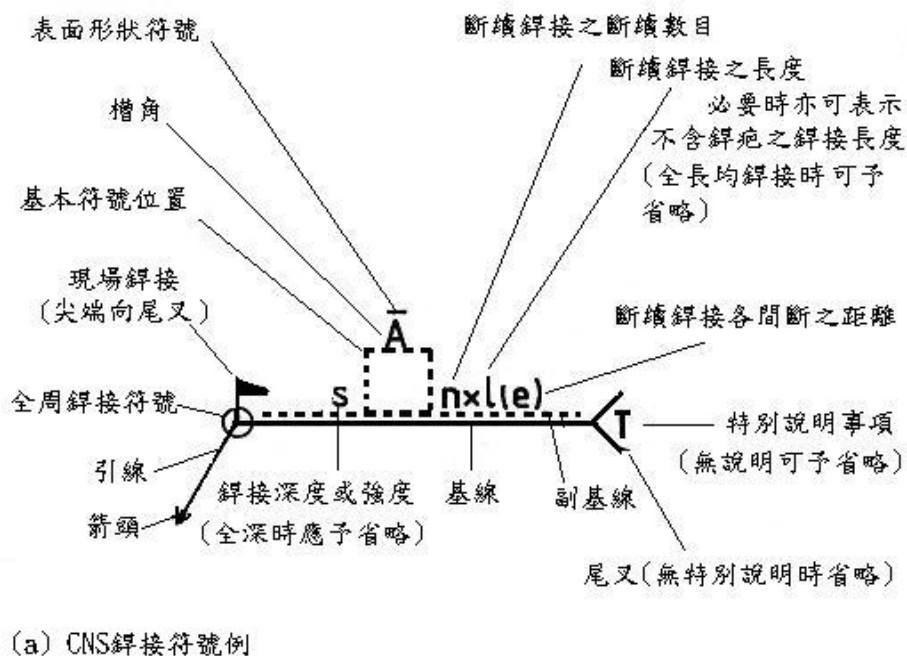 表面形狀符號
斷續銲接之斷續數目
斷續銲接之長度
必要時亦可表示
不含銲疤之銲接長度
(全長均銲接時可予
省略)
槽角
基本符號位置
現場銲接
(尖端向尾叉)
斷續銲接各間斷之距離
A
全周銲接符號
s
n×l(e)
T
特別說明事項
(無說明可予省略)
引線
箭頭
銲接深度或強度
(全深時應予省略)
基線
副基線
尾叉(無特別說明時省略)
(a) CNS銲接符號例